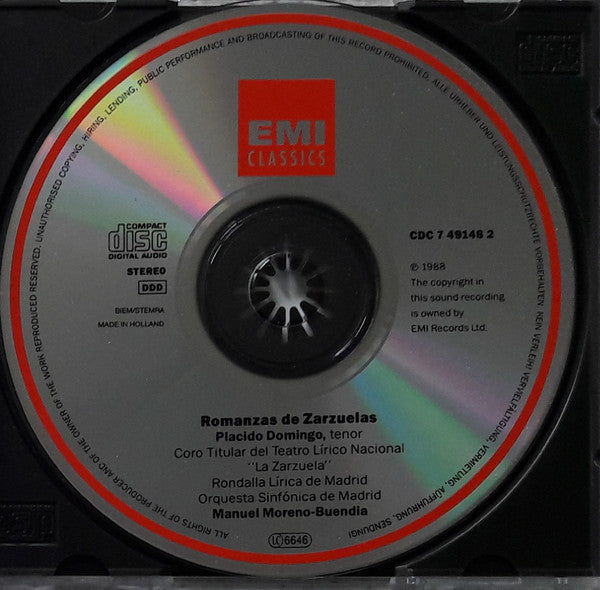 ALL RIGHTS OF THE PRODUCER AND OF THE OWNER OF THE WORK REPRODUCED RESERVED. UNAUTHORISED COPYING, HIRING, LENDING, PUBLIC PERFORMANCE AND BROADCASTING OF THIS RECORD PROHIBITED. ALLE URHEBER UND LEISTUNGSSCHUTZRECHTE VORBEHALTEN. KEIN VERLEIH! VERVIELFÄLTIGUNG, VERMIETUNG, AUFFÜHRUNG, SENDUNG!
EMI
CLASSICS
COMPACT
disc
DIGITAL AUDIO
STEREO
DDD
BIEM/STEMRA
MADE IN HOLLAND
CDC 7 49148 2
℗ 1988
The copyright in
this sound recording
is owned by
EMI Records Ltd.
Romanzas de Zarzuelas
Placido Domingo, tenor
Coro Titular del Teatro Lírico Nacional
"La Zarzuela"
Rondalla Lírica de Madrid
Orquesta Sinfónica de Madrid
Manuel Moreno-Buendia
LC 6646